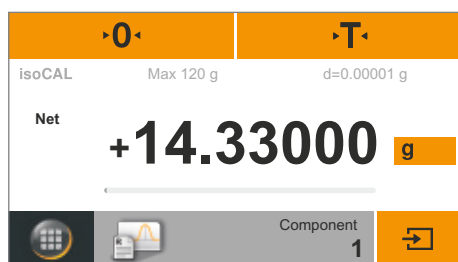 0 T
isoCAL Max 120 g d=0.00001 g
Net
+14.33000 g
Component
1